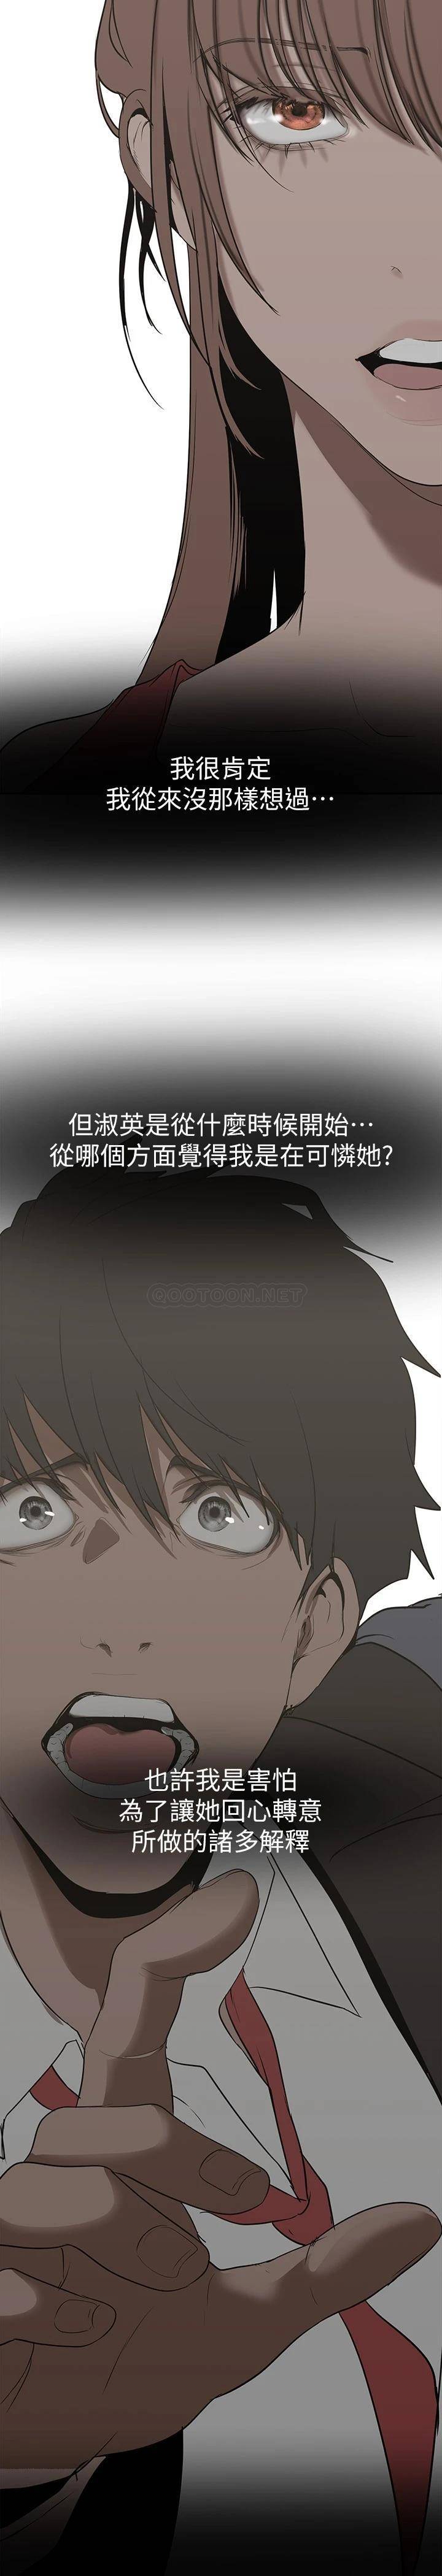 我很肯定
我從來沒那樣想過…
但淑英是從什麼時候開始…
從哪個方面覺得我是在可憐她?
GOOTOON.NET
也許我是害怕
為了讓她回心轉意
所做的諸多解釋